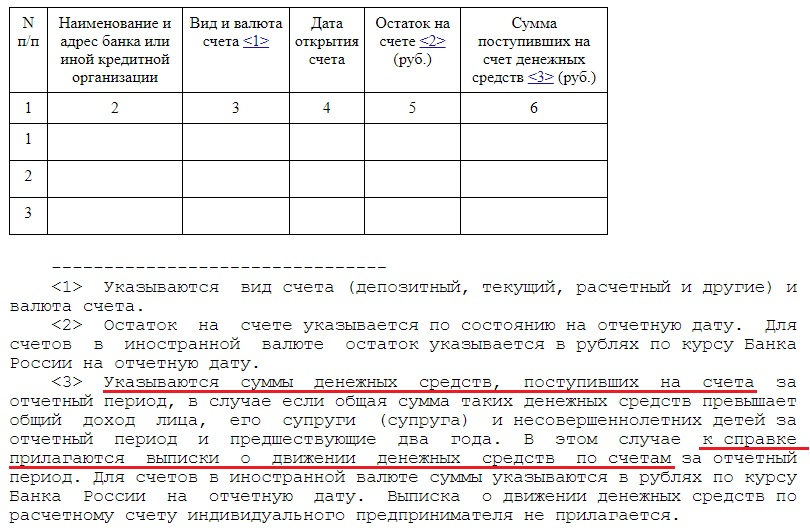 N Наименование и Вид и валюта Дата Остаток на Сумма
п/п адрес банка или счета <1> открытия счете <2> поступивших на
иной кредитной счета (руб.) счет денежных
организации средств <3> (руб.)
1 2 3 4 5 6
1
2
3
---------------------------------
<1> Указываются вид счета (депозитный, текущий, расчетный и другие) и
валюта счета.
<2> Остаток на счете указывается по состоянию на отчетную дату. Для
счетов в иностранной валюте остаток указывается в рублях по курсу Банка
России на отчетную дату.
<3> Указываются суммы денежных средств, поступивших на счета за
отчетный период, в случае если общая сумма таких денежных средств превышает
общий доход лица, его супруги (супруга) и несовершеннолетних детей за
отчетный период и предшествующие два года. В этом случае к справке
прилагаются выписки о движении денежных средств по счетам за отчетный
период. Для счетов в иностранной валюте суммы указываются в рублях по курсу
Банка России на отчетную дату. Выписка о движении денежных средств по
расчетному счету индивидуального предпринимателя не прилагается.